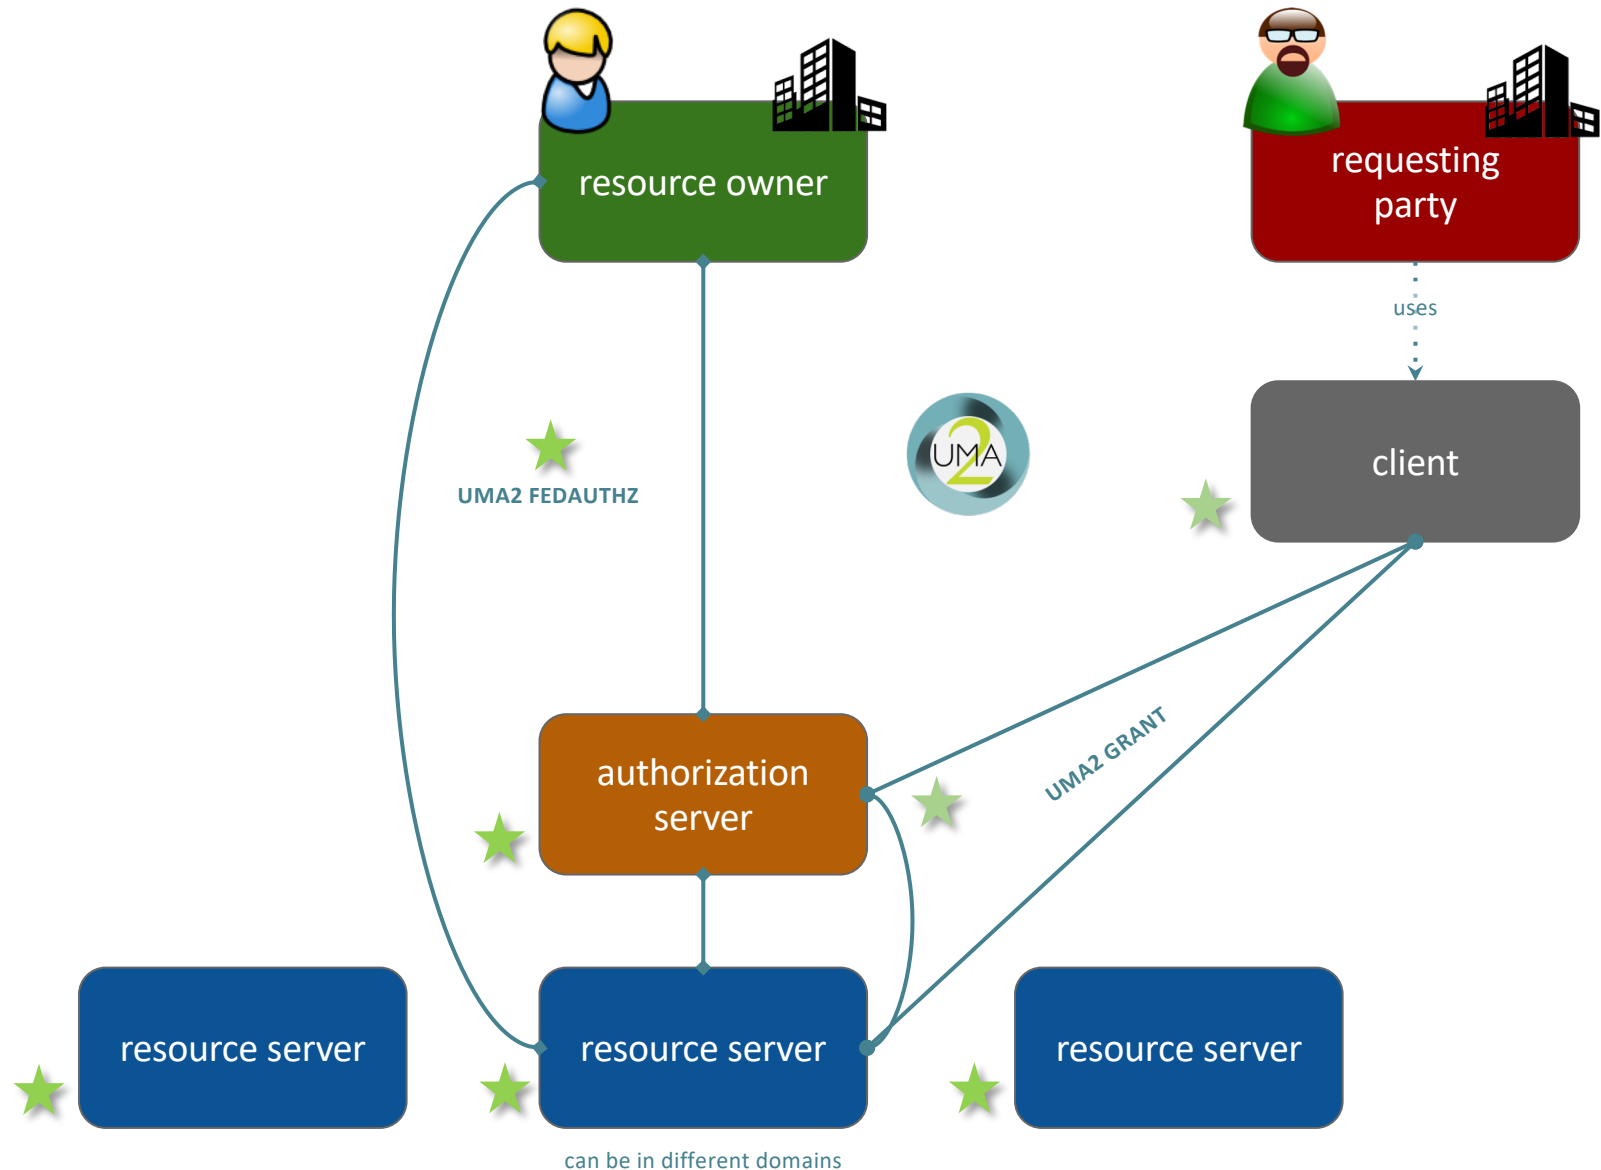 resource owner
requesting
party
uses
UMA
2
client
UMA2 FEDAUTHZ
UMA2 GRANT
authorization
server
resource server
resource server
resource server
can be in different domains